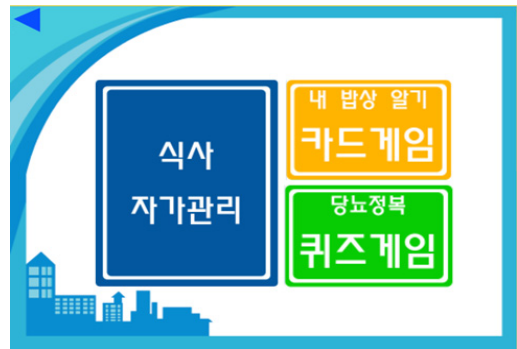 식사
자가관리
내 밥상 알기
카드게임
당뇨정복
퀴즈게임